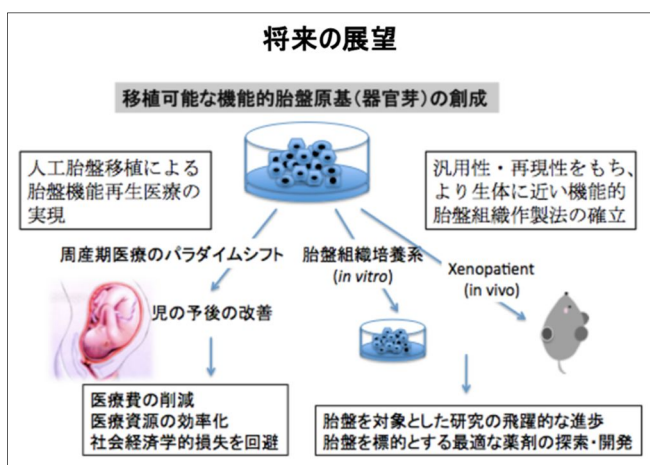 将来の展望
移植可能な機能的胎盤原基（器官芽）の創成
人工胎盤移植による
胎盤機能再生医療の
実現
汎用性・再現性をもち、
より生体に近い機能的
胎盤組織作製法の確立
周産期医療のパラダイムシフト
胎盤組織培養系
(in vitro)
Xenopatient
(in vivo)
児の予後の改善
医療費の削減
医療資源の効率化
社会経済学的損失を回避
胎盤を対象とした研究の飛躍的な進歩
胎盤を標的とする最適な薬剤の探索・開発